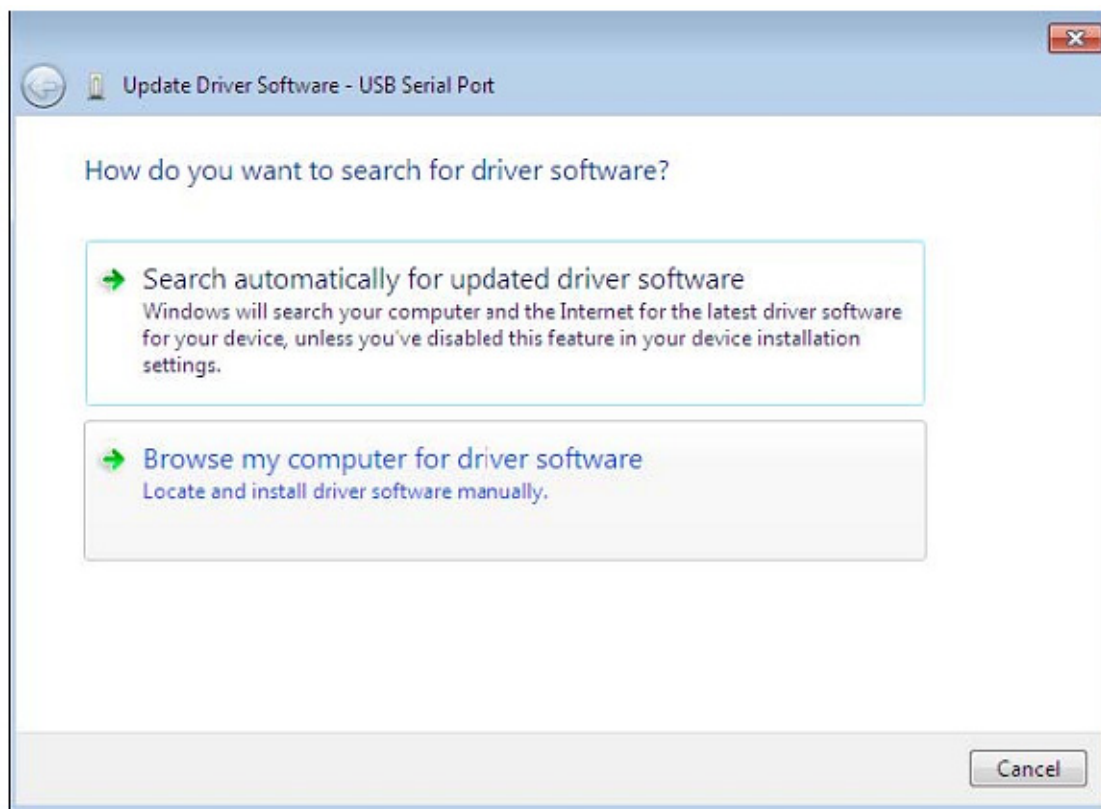 Update Driver Software - USB Serial Port
How do you want to search for driver software?
Search automatically for updated driver software
Windows will search your computer and the Internet for the latest driver software
for your device, unless you've disabled this feature in your device installation
settings.
Browse my computer for driver software
Locate and install driver software manually.
Cancel